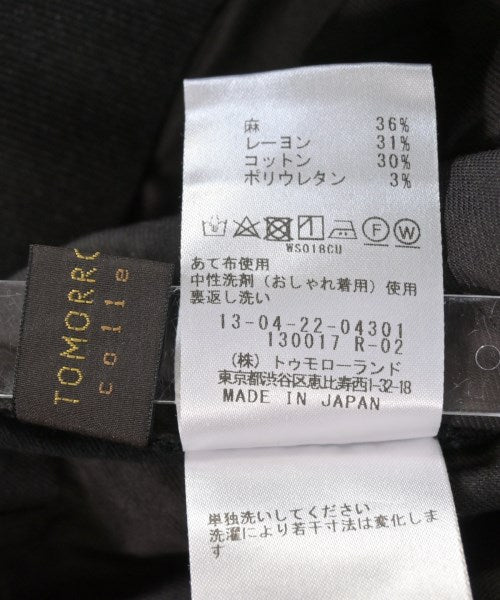 麻 36%
レーヨン 31%
コットン 30%
ポリウレタン 3%
F W
WS018CU
あて布使用
中性洗剤（おしゃれ着用）使用
裏返し洗い
13-04-22-04301
130017 R-02
(株) トゥモローランド
東京都渋谷区恵比寿西1-32-18
MADE IN JAPAN
単独洗いしてください
洗濯により若干寸法は変化しま
す
TOMORRO
colle